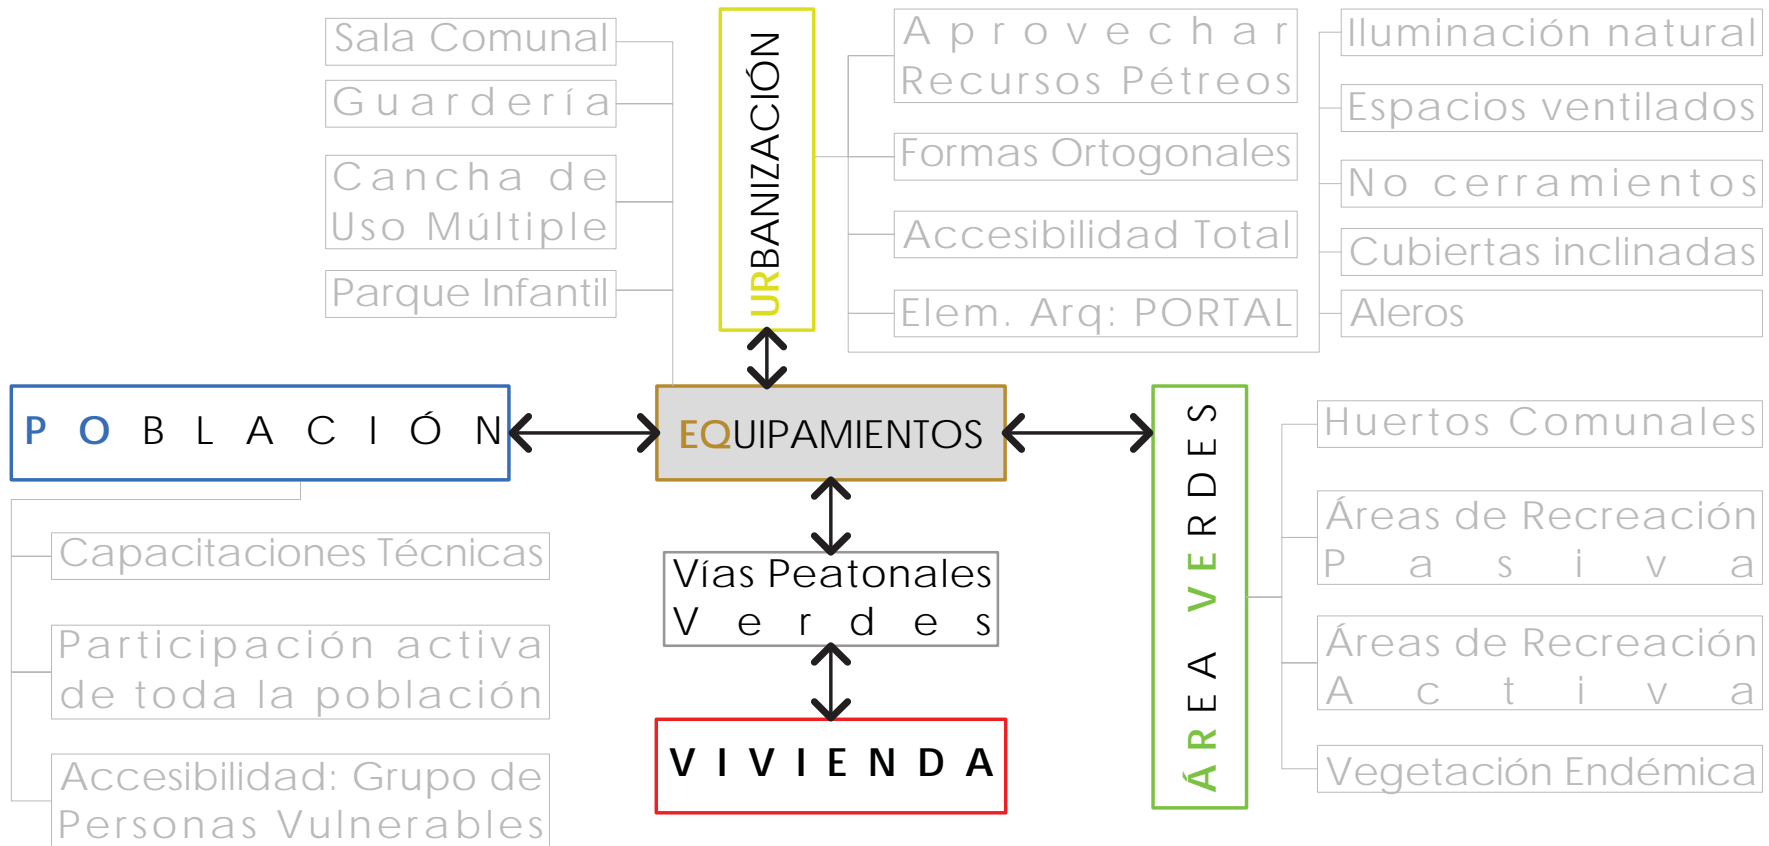 Sala Comunal
Guardería
Cancha de
Uso Múltiple
Parque Infantil
URBANIZACIÓN
Aprovechar
Recursos Pétreos
Formas Ortogonales
Accesibilidad Total
Elem. Arq: PORTAL
Iluminación natural
Espacios ventilados
No cerramientos
Cubiertas inclinadas
Aleros
POBLACIÓN
EQUIPAMIENTOS
ÁREA VERDES
Capacitaciones Técnicas
Participación activa
de toda la población
Accesibilidad: Grupo de
Personas Vulnerables
Vías Peatonales
Verdes
VIVIENDA
Huertos Comunales
Áreas de Recreación
Pasiva
Áreas de Recreación
Activa
Vegetación Endémica